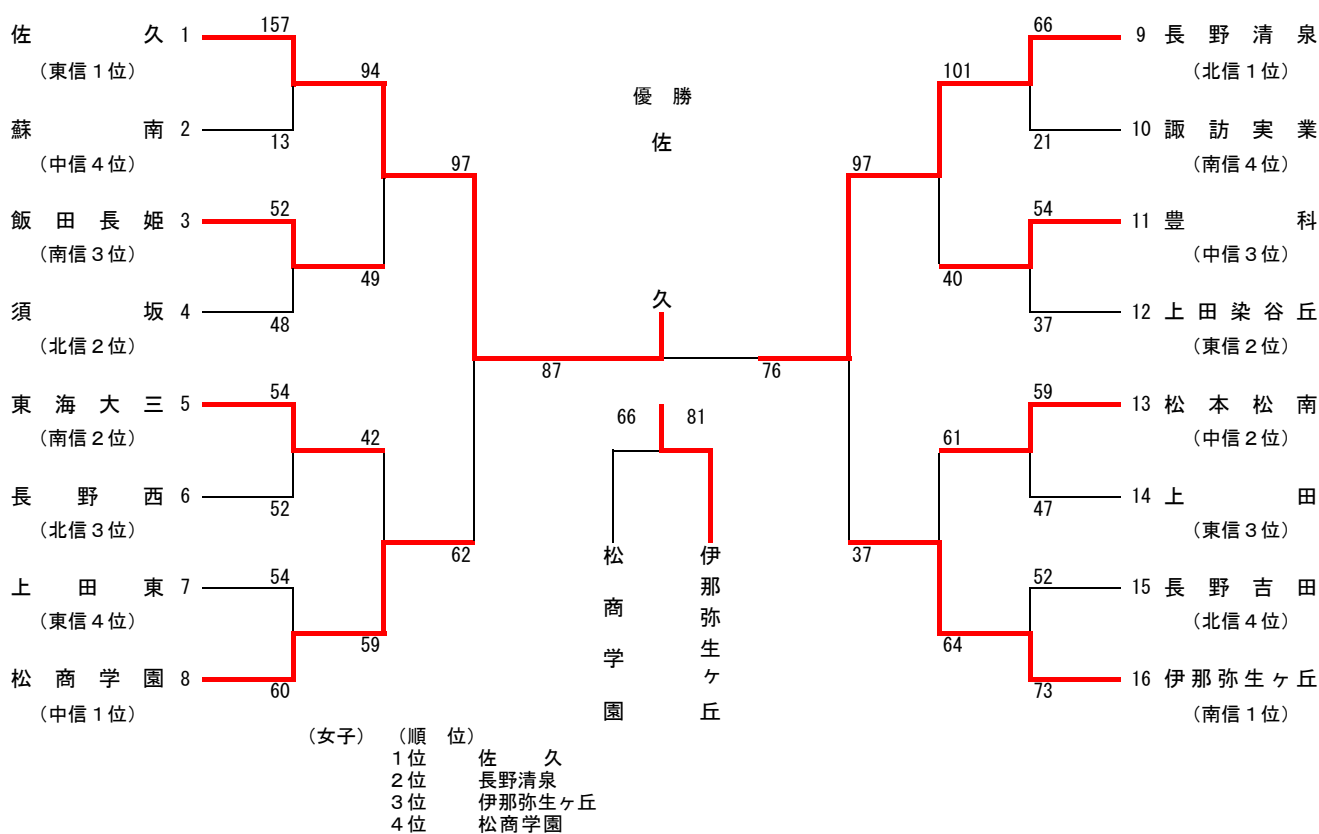 157
佐久 1
(東信1位)
94
蘇南 2
13
(中信4位)
97
飯田長姫 3
52
(南信3位)
49
須坂 4
48
(北信2位)
87
東海大三 5
54
(南信2位)
42
長野西 6
52
(北信3位)
62
上田東 7
54
(東信4位)
59
松商学園 8
60
(中信1位)
優勝
佐
久
66 81
松商学園
伊那弥生ヶ丘
66
9 長野清泉
(北信1位)
101
10 諏訪実業
21
(南信4位)
97
54
11 豊科
(中信3位)
40
12 上田染谷丘
37
(東信2位)
76
59
13 松本松南
(中信2位)
61
14 上田
47
(東信3位)
37
52
15 長野吉田
(北信4位)
64
16 伊那弥生ヶ丘
73
(南信1位)
(女子) (順 位)
1位 佐 久
2位 長野清泉
3位 伊那弥生ヶ丘
4位 松商学園